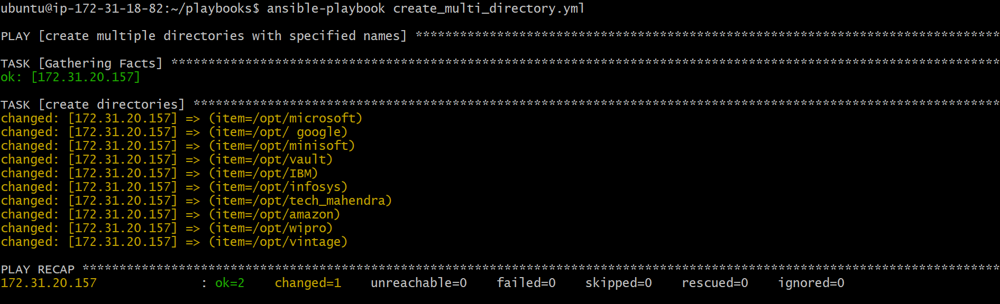 ubuntu@ip-172-31-18-82:~/playbooks$ ansible-playbook create_multi_directory.yml
PLAY [create multiple directories with specified names] *******************************************************************************
TASK [Gathering Facts] ****************************************************************************************************************
ok: [172.31.20.157]
TASK [create directories] *************************************************************************************************************
changed: [172.31.20.157] => (item=/opt/microsoft)
changed: [172.31.20.157] => (item=/opt/ google)
changed: [172.31.20.157] => (item=/opt/minisoft)
changed: [172.31.20.157] => (item=/opt/vault)
changed: [172.31.20.157] => (item=/opt/IBM)
changed: [172.31.20.157] => (item=/opt/infosys)
changed: [172.31.20.157] => (item=/opt/tech_mahendra)
changed: [172.31.20.157] => (item=/opt/amazon)
changed: [172.31.20.157] => (item=/opt/wipro)
changed: [172.31.20.157] => (item=/opt/vintage)
PLAY RECAP ****************************************************************************************************************************
172.31.20.157              : ok=2    changed=1    unreachable=0    failed=0    skipped=0    rescued=0    ignored=0